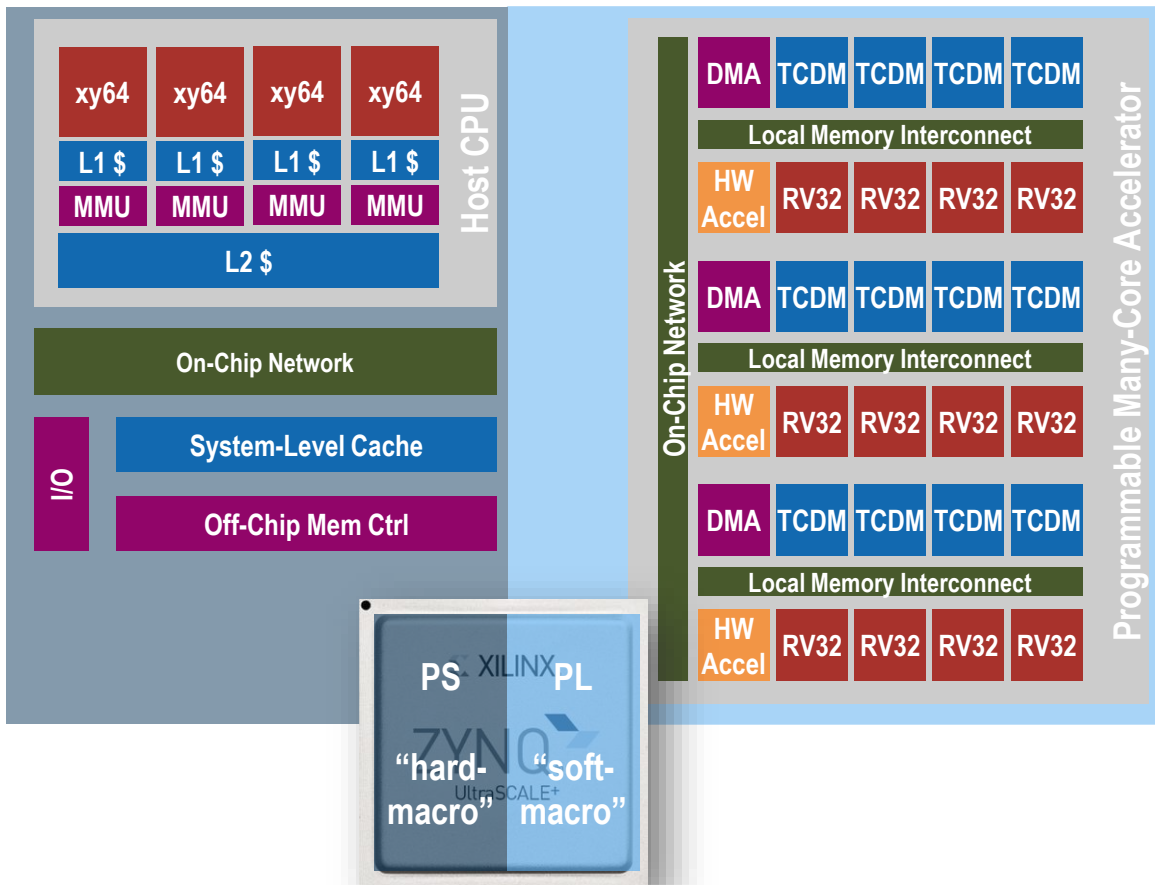 xy64 xy64 xy64 xy64
L1 $ L1 $ L1 $ L1 $
MMU MMU MMU MMU
L2 $
Host CPU
On-Chip Network
I/O
System-Level Cache
Off-Chip Mem Ctrl
On-Chip Network
DMA TCDM TCDM TCDM TCDM
Local Memory Interconnect
HW
Accel RV32 RV32 RV32 RV32
DMA TCDM TCDM TCDM TCDM
Local Memory Interconnect
HW
Accel RV32 RV32 RV32 RV32
DMA TCDM TCDM TCDM TCDM
Local Memory Interconnect
HW
Accel RV32 RV32 RV32 RV32
Programmable Many-Core Accelerator
PS PL
XILINX
ZYNQ
UltraSCALE+
“hard-
macro”
“soft-
macro”